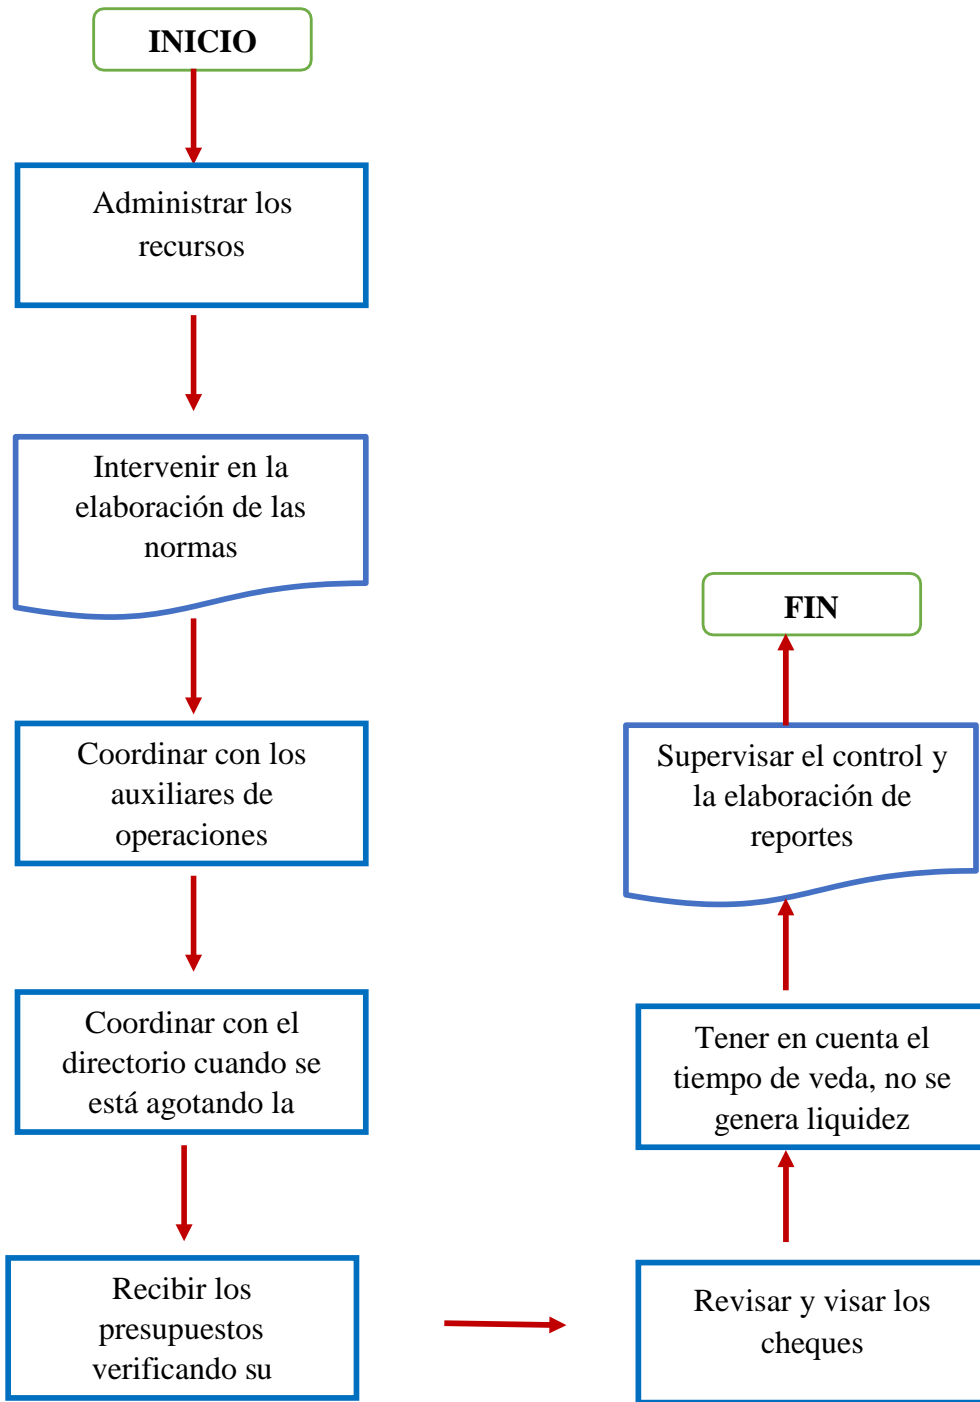 INICIO
Administrar los
recursos
Intervenir en la
elaboración de las
normas
Coordinar con los
auxiliares de
operaciones
Coordinar con el
directorio cuando se
está agotando la
Recibir los
presupuestos
verificando su
Revisar y visar los
cheques
Tener en cuenta el
tiempo de veda, no se
genera liquidez
Supervisar el control y
la elaboración de
reportes
FIN